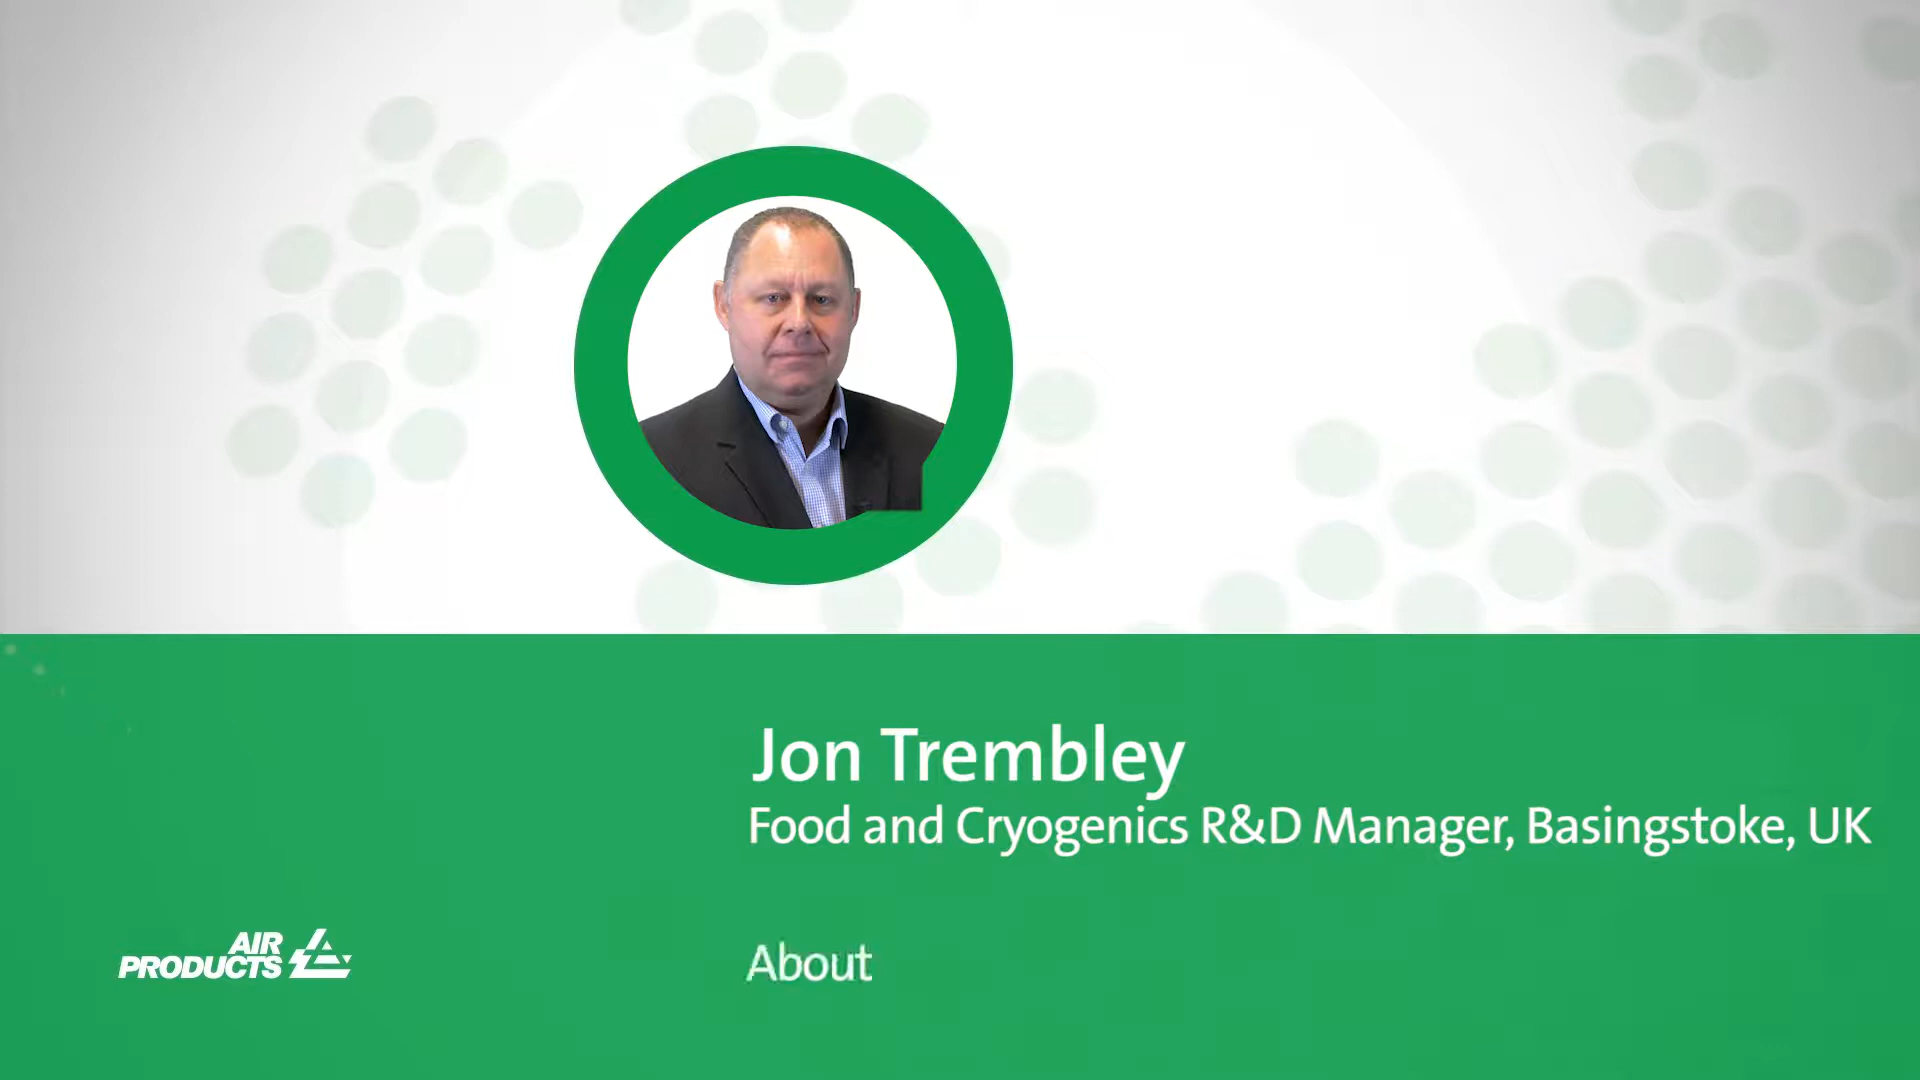 Jon Trembley
Food and Cryogenics R&D Manager, Basingstoke, UK
About
AIR
PRODUCTS